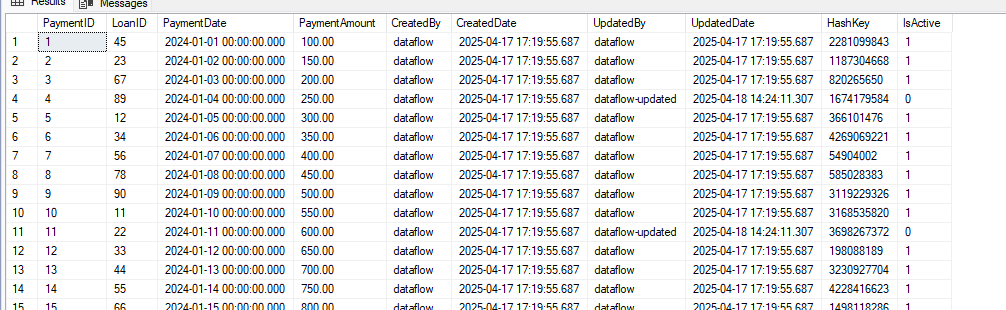 Results Messages
PaymentID LoanID PaymentDate PaymentAmount CreatedBy CreatedDate UpdatedBy UpdatedDate HashKey IsActive
1 1 45 2024-01-01 00:00:00.000 100.00 dataflow 2025-04-17 17:19:55.687 dataflow 2025-04-17 17:19:55.687 2281099843 1
2 2 23 2024-01-02 00:00:00.000 150.00 dataflow 2025-04-17 17:19:55.687 dataflow 2025-04-17 17:19:55.687 1187304668 1
3 3 67 2024-01-03 00:00:00.000 200.00 dataflow 2025-04-17 17:19:55.687 dataflow 2025-04-17 17:19:55.687 820265650 1
4 4 89 2024-01-04 00:00:00.000 250.00 dataflow 2025-04-17 17:19:55.687 dataflow-updated 2025-04-18 14:24:11.307 1674179584 0
5 5 12 2024-01-05 00:00:00.000 300.00 dataflow 2025-04-17 17:19:55.687 dataflow 2025-04-17 17:19:55.687 366101476 1
6 6 34 2024-01-06 00:00:00.000 350.00 dataflow 2025-04-17 17:19:55.687 dataflow 2025-04-17 17:19:55.687 4269069221 1
7 7 56 2024-01-07 00:00:00.000 400.00 dataflow 2025-04-17 17:19:55.687 dataflow 2025-04-17 17:19:55.687 54904002 1
8 8 78 2024-01-08 00:00:00.000 450.00 dataflow 2025-04-17 17:19:55.687 dataflow 2025-04-17 17:19:55.687 585028383 1
9 9 90 2024-01-09 00:00:00.000 500.00 dataflow 2025-04-17 17:19:55.687 dataflow 2025-04-17 17:19:55.687 3119229326 1
10 10 11 2024-01-10 00:00:00.000 550.00 dataflow 2025-04-17 17:19:55.687 dataflow 2025-04-17 17:19:55.687 3168535820 1
11 11 22 2024-01-11 00:00:00.000 600.00 dataflow 2025-04-17 17:19:55.687 dataflow-updated 2025-04-18 14:24:11.307 3698267372 0
12 12 33 2024-01-12 00:00:00.000 650.00 dataflow 2025-04-17 17:19:55.687 dataflow 2025-04-17 17:19:55.687 198088189 1
13 13 44 2024-01-13 00:00:00.000 700.00 dataflow 2025-04-17 17:19:55.687 dataflow 2025-04-17 17:19:55.687 3230927704 1
14 14 55 2024-01-14 00:00:00.000 750.00 dataflow 2025-04-17 17:19:55.687 dataflow 2025-04-17 17:19:55.687 4228416623 1
15 15 66 2024-01-15 00:00:00.000 800.00 dataflow 2025-04-17 17:19:55.687 dataflow 2025-04-17 17:19:55.687 1498118286 1